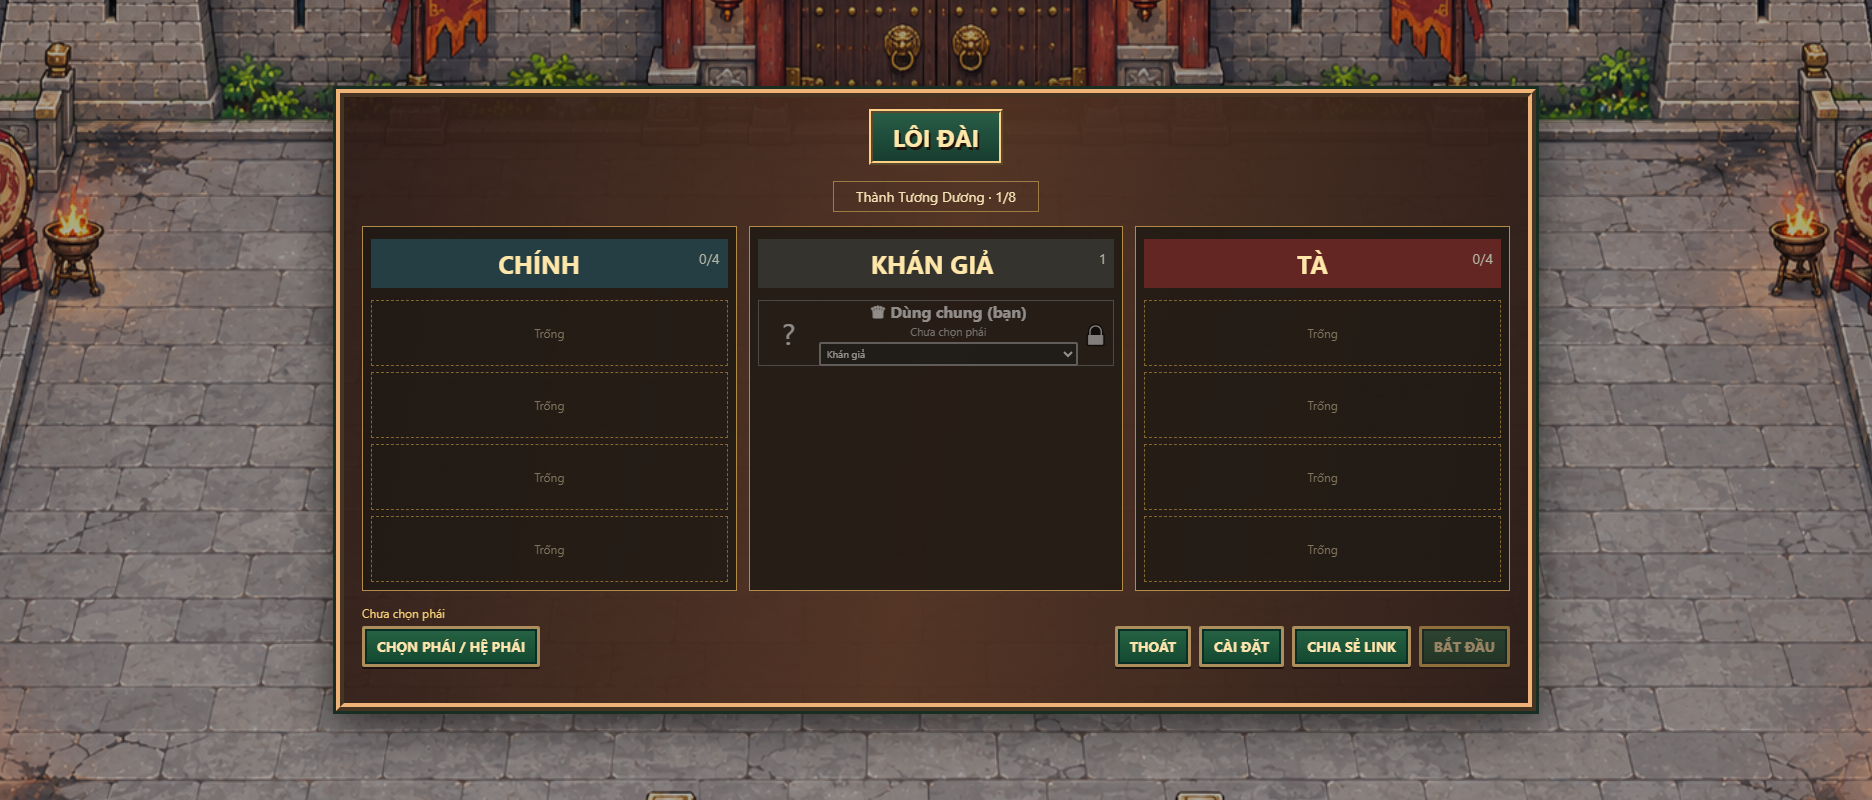 LÔI ĐÀI
Thành Tương Dương · 1/8
CHÍNH 0/4
Trống
Trống
Trống
Trống
KHÁN GIẢ 1
? ♛ Dùng chung (bạn)
Chưa chọn phái
Khán giả
TÀ 0/4
Trống
Trống
Trống
Trống
Chưa chọn phái
CHỌN PHÁI / HỆ PHÁI
THOÁT
CÀI ĐẶT
CHIA SẺ LINK
BẮT ĐẦU